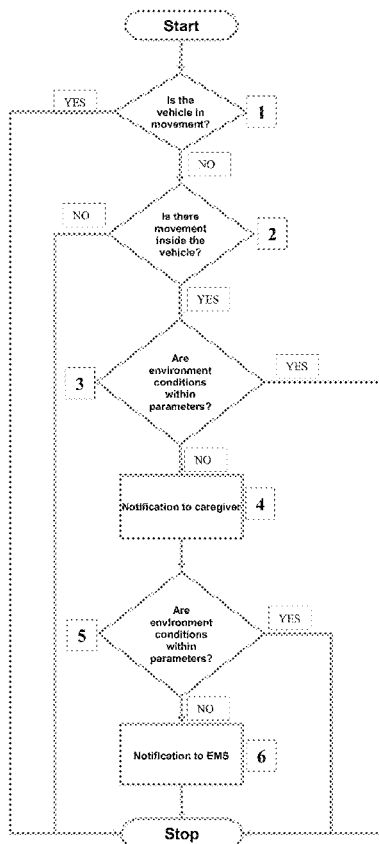 Start
YES
Is the
vehicle in
movement?
1
NO
NO
Is there
movement
inside the
vehicle?
2
YES
3
Are
environment
conditions
within
parameters?
YES
NO
Notification to caregiver
4
5
Are
environment
conditions
within
parameters?
YES
NO
Notification to EMS
6
Stop